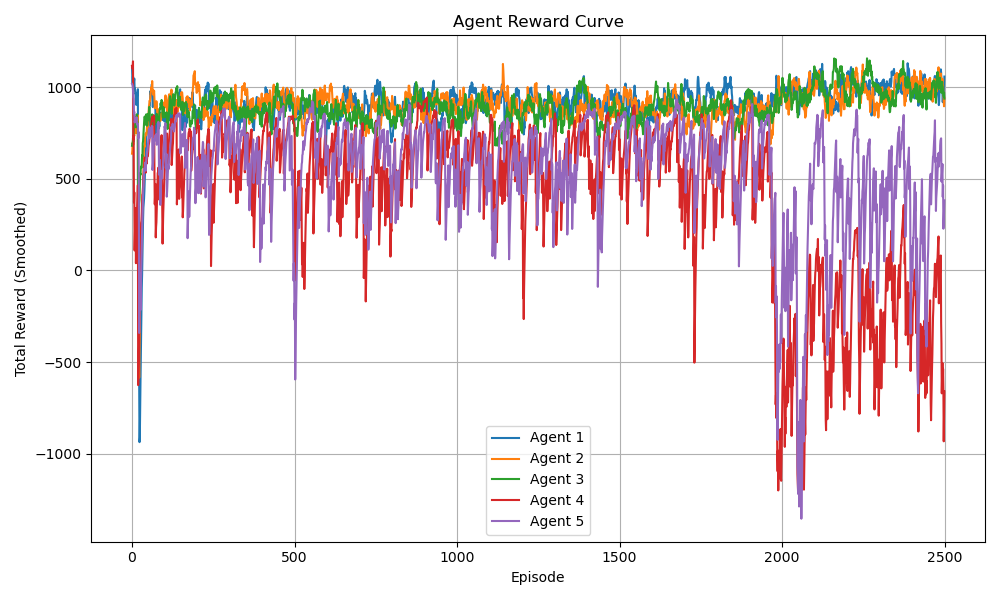 Agent Reward Curve
Total Reward (Smoothed)
1000
500
0
−500
−1000
Agent 1
Agent 2
Agent 3
Agent 4
Agent 5
0 500 1000 1500 2000 2500
Episode